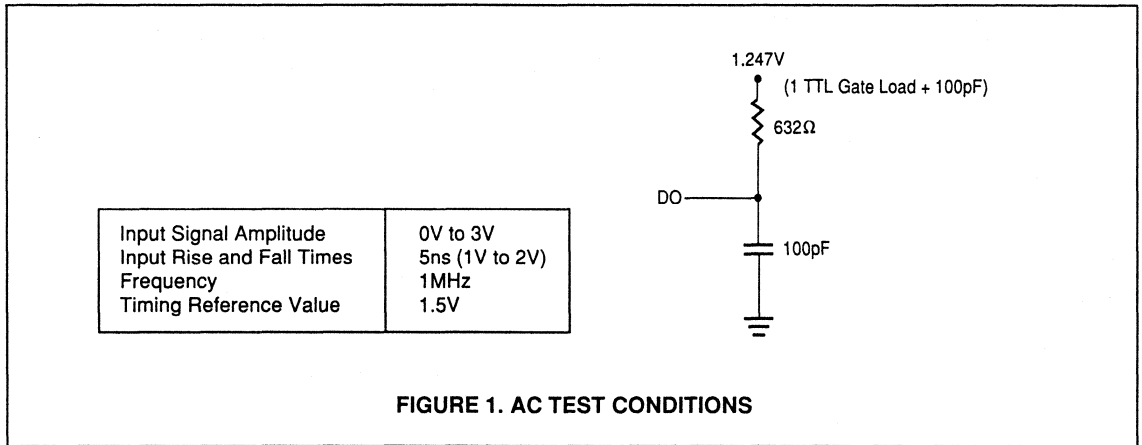 1.247V
(1 TTL Gate Load + 100pF)
632Ω
DO
100pF
Input Signal Amplitude 0V to 3V
Input Rise and Fall Times 5ns (1V to 2V)
Frequency 1MHz
Timing Reference Value 1.5V
FIGURE 1. AC TEST CONDITIONS